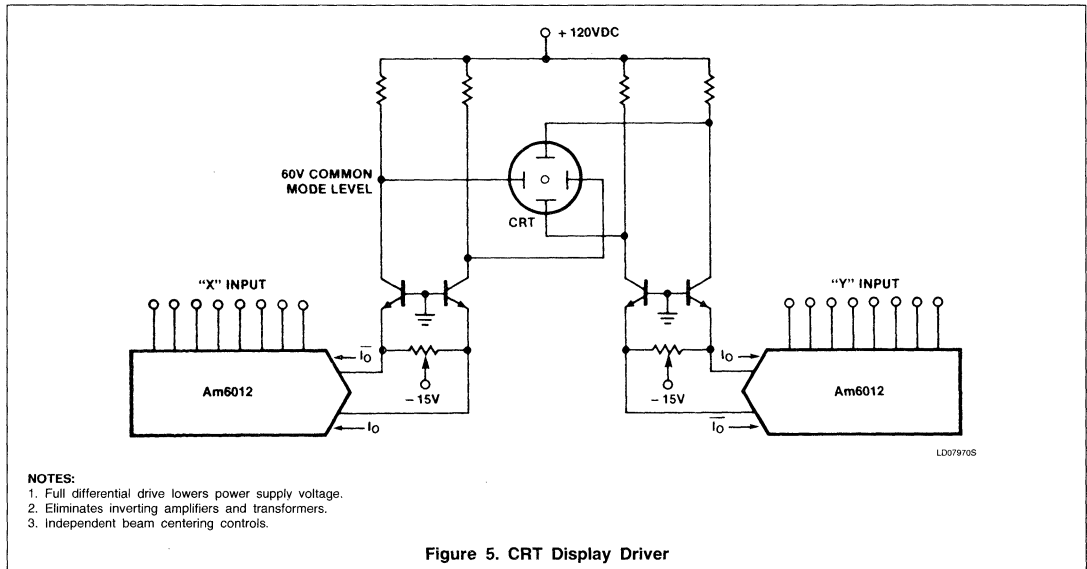 + 120VDC
60V COMMON
MODE LEVEL
CRT
"X" INPUT
"Y" INPUT
Am6012
I̅O̅
IO
– 15V
– 15V
IO
I̅O̅
Am6012
LD07970S
NOTES:
1. Full differential drive lowers power supply voltage.
2. Eliminates inverting amplifiers and transformers.
3. Independent beam centering controls.
Figure 5. CRT Display Driver